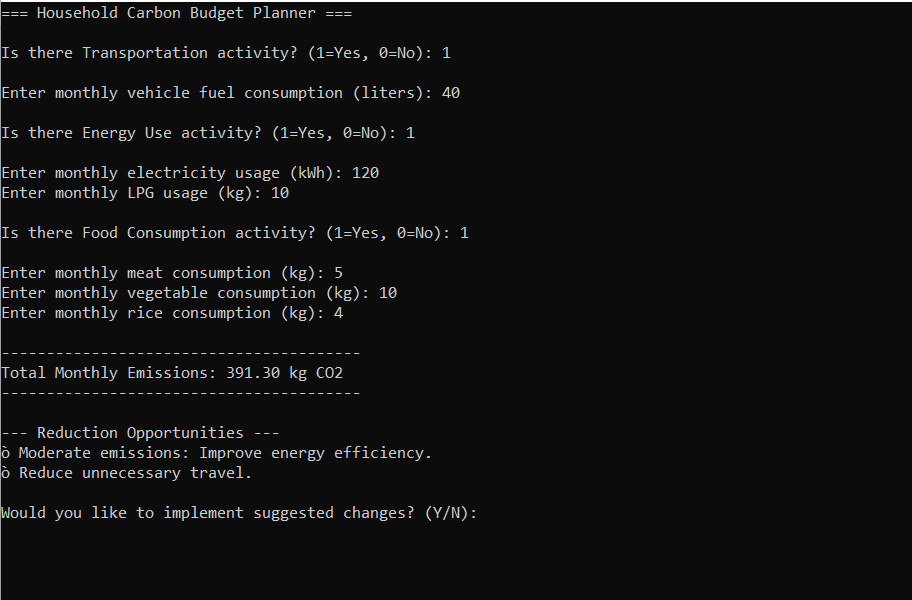 === Household Carbon Budget Planner ===
Is there Transportation activity? (1=Yes, 0=No): 1
Enter monthly vehicle fuel consumption (liters): 40
Is there Energy Use activity? (1=Yes, 0=No): 1
Enter monthly electricity usage (kWh): 120
Enter monthly LPG usage (kg): 10
Is there Food Consumption activity? (1=Yes, 0=No): 1
Enter monthly meat consumption (kg): 5
Enter monthly vegetable consumption (kg): 10
Enter monthly rice consumption (kg): 4
----------------------------------------
Total Monthly Emissions: 391.30 kg CO2
----------------------------------------
--- Reduction Opportunities ---
ò Moderate emissions: Improve energy efficiency.
ò Reduce unnecessary travel.
Would you like to implement suggested changes? (Y/N):